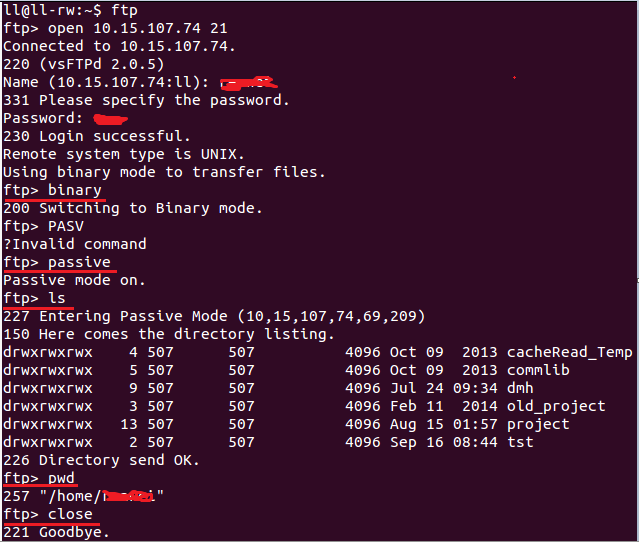 ll@ll-rw:~$ ftp
ftp> open 10.15.107.74 21
Connected to 10.15.107.74.
220 (vsFTPd 2.0.5)
Name (10.15.107.74:ll):
331 Please specify the password.
Password:
230 Login successful.
Remote system type is UNIX.
Using binary mode to transfer files.
ftp> binary
200 Switching to Binary mode.
ftp> PASV
?Invalid command
ftp> passive
Passive mode on.
ftp> ls
227 Entering Passive Mode (10,15,107,74,69,209)
150 Here comes the directory listing.
drwxrwxrwx    4 507      507          4096 Oct 09  2013 cacheRead_Temp
drwxrwxrwx    5 507      507          4096 Oct 09  2013 commlib
drwxrwxrwx    9 507      507          4096 Jul 24 09:34 dmh
drwxrwxrwx    3 507      507          4096 Feb 11  2014 old_project
drwxrwxrwx   13 507      507          4096 Aug 15 01:57 project
drwxrwxrwx    2 507      507          4096 Sep 16 08:44 tst
226 Directory send OK.
ftp> pwd
257 "/home/
ftp> close
221 Goodbye.